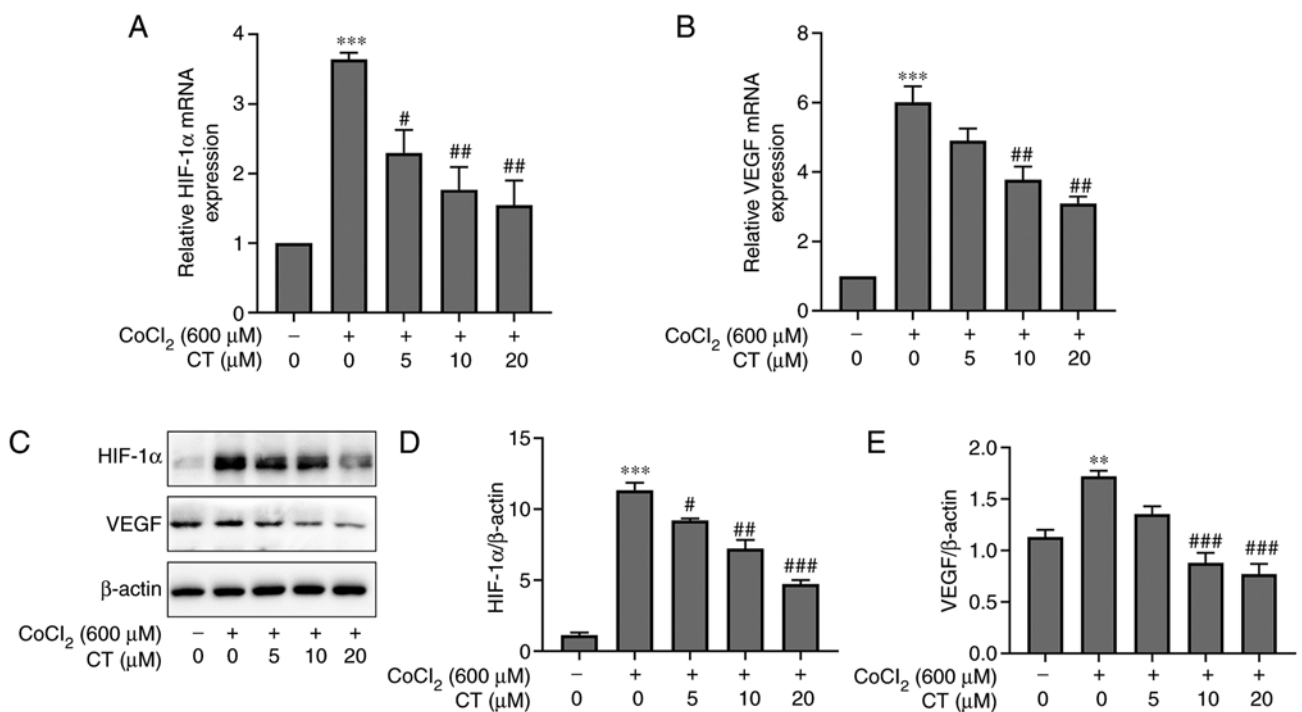 A
Relative HIF-1α mRNA
expression
4
3
2
1
0
***
#
##
##
CoCl2 (600 µM) – + + + +
CT (µM) 0 0 5 10 20
B
Relative VEGF mRNA
expression
8
6
4
2
0
***
##
##
CoCl2 (600 µM) – + + + +
CT (µM) 0 0 5 10 20
C
HIF-1α
VEGF
β-actin
CoCl2 (600 µM) – + + + +
CT (µM) 0 0 5 10 20
D
HIF-1α/β-actin
15
10
5
0
***
#
##
###
CoCl2 (600 µM) – + + + +
CT (µM) 0 0 5 10 20
E
VEGF/β-actin
2.0
1.5
1.0
0.5
0.0
**
###
###
CoCl2 (600 µM) – + + + +
CT (µM) 0 0 5 10 20